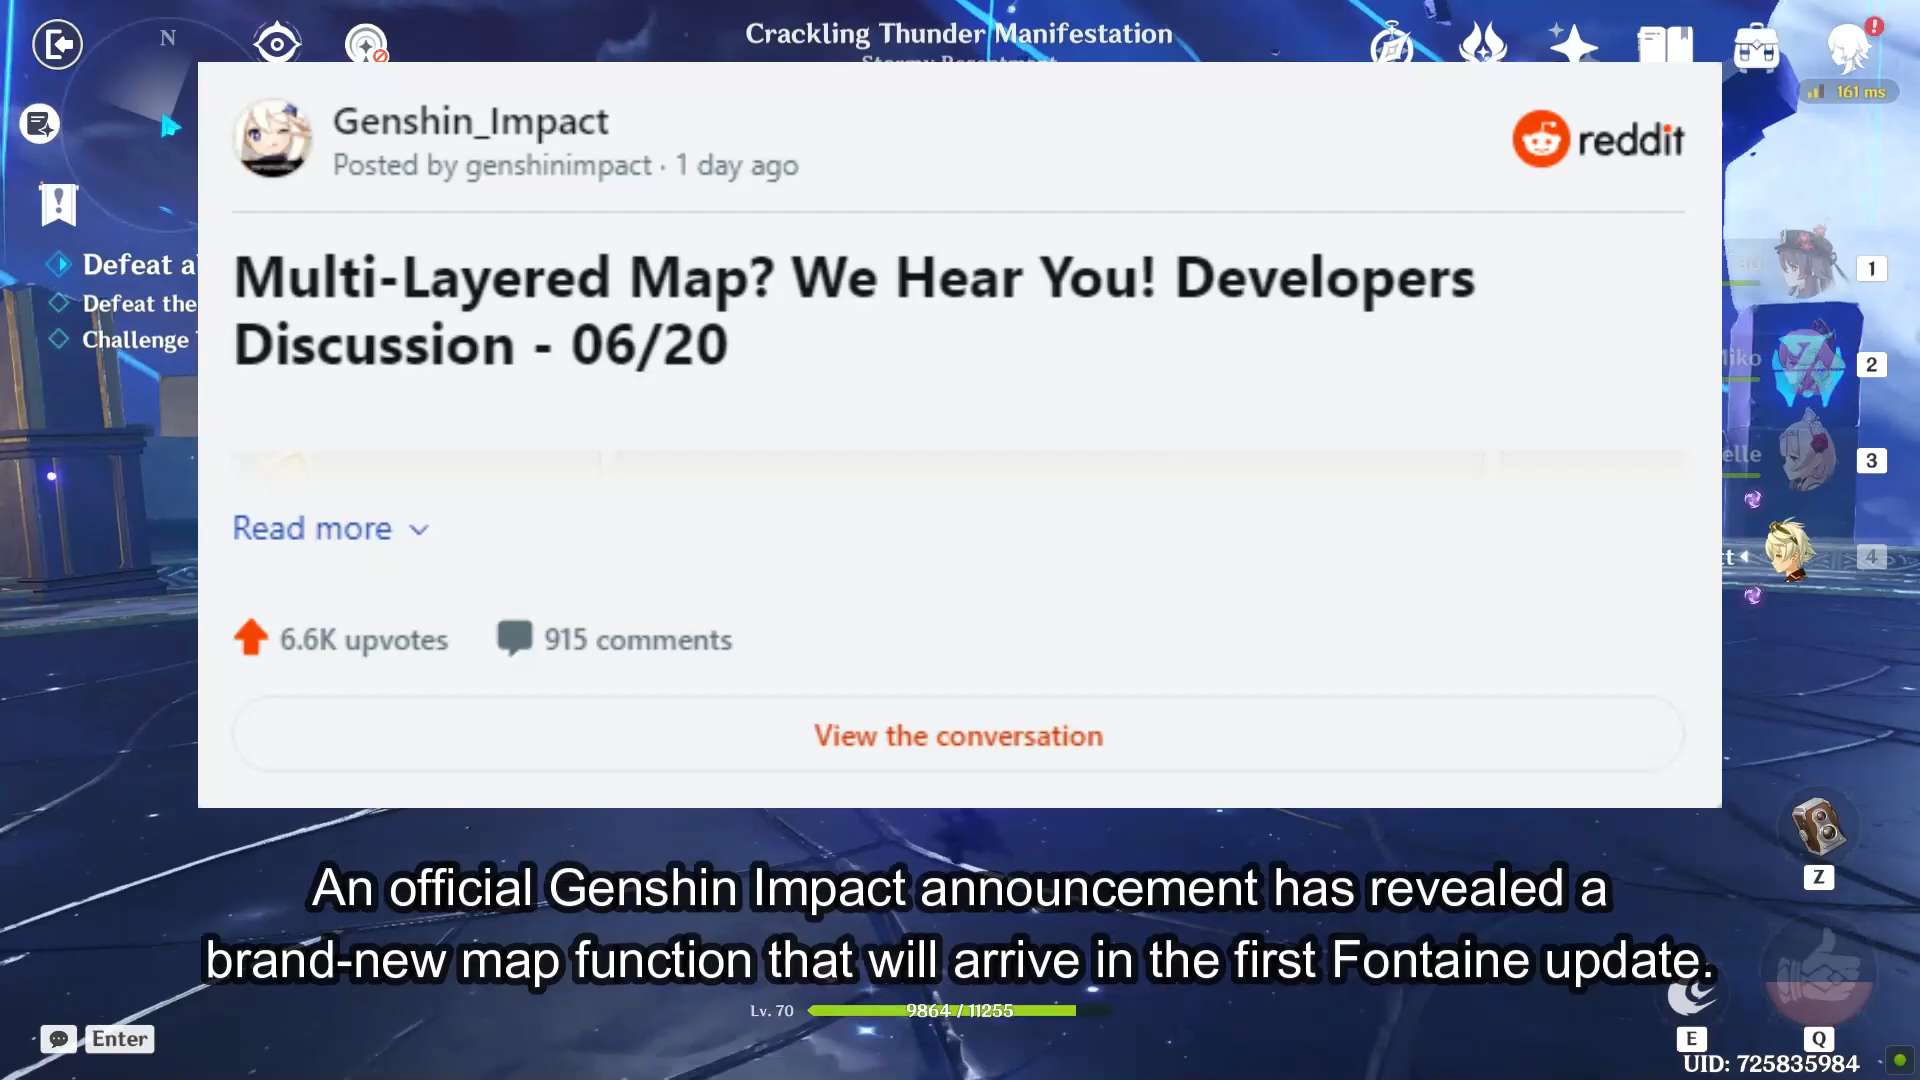 N
Crackling Thunder Manifestation
161 ms
Genshin_Impact
Posted by genshinimpact · 1 day ago
reddit
Defeat a
Defeat the
Challenge
Multi-Layered Map? We Hear You! Developers
Discussion - 06/20
1
2
3
4
Read more
6.6K upvotes
915 comments
View the conversation
Z
An official Genshin Impact announcement has revealed a
brand-new map function that will arrive in the first Fontaine update.
Lv. 70
9864 / 11255
Enter
E
Q
UID: 725835984